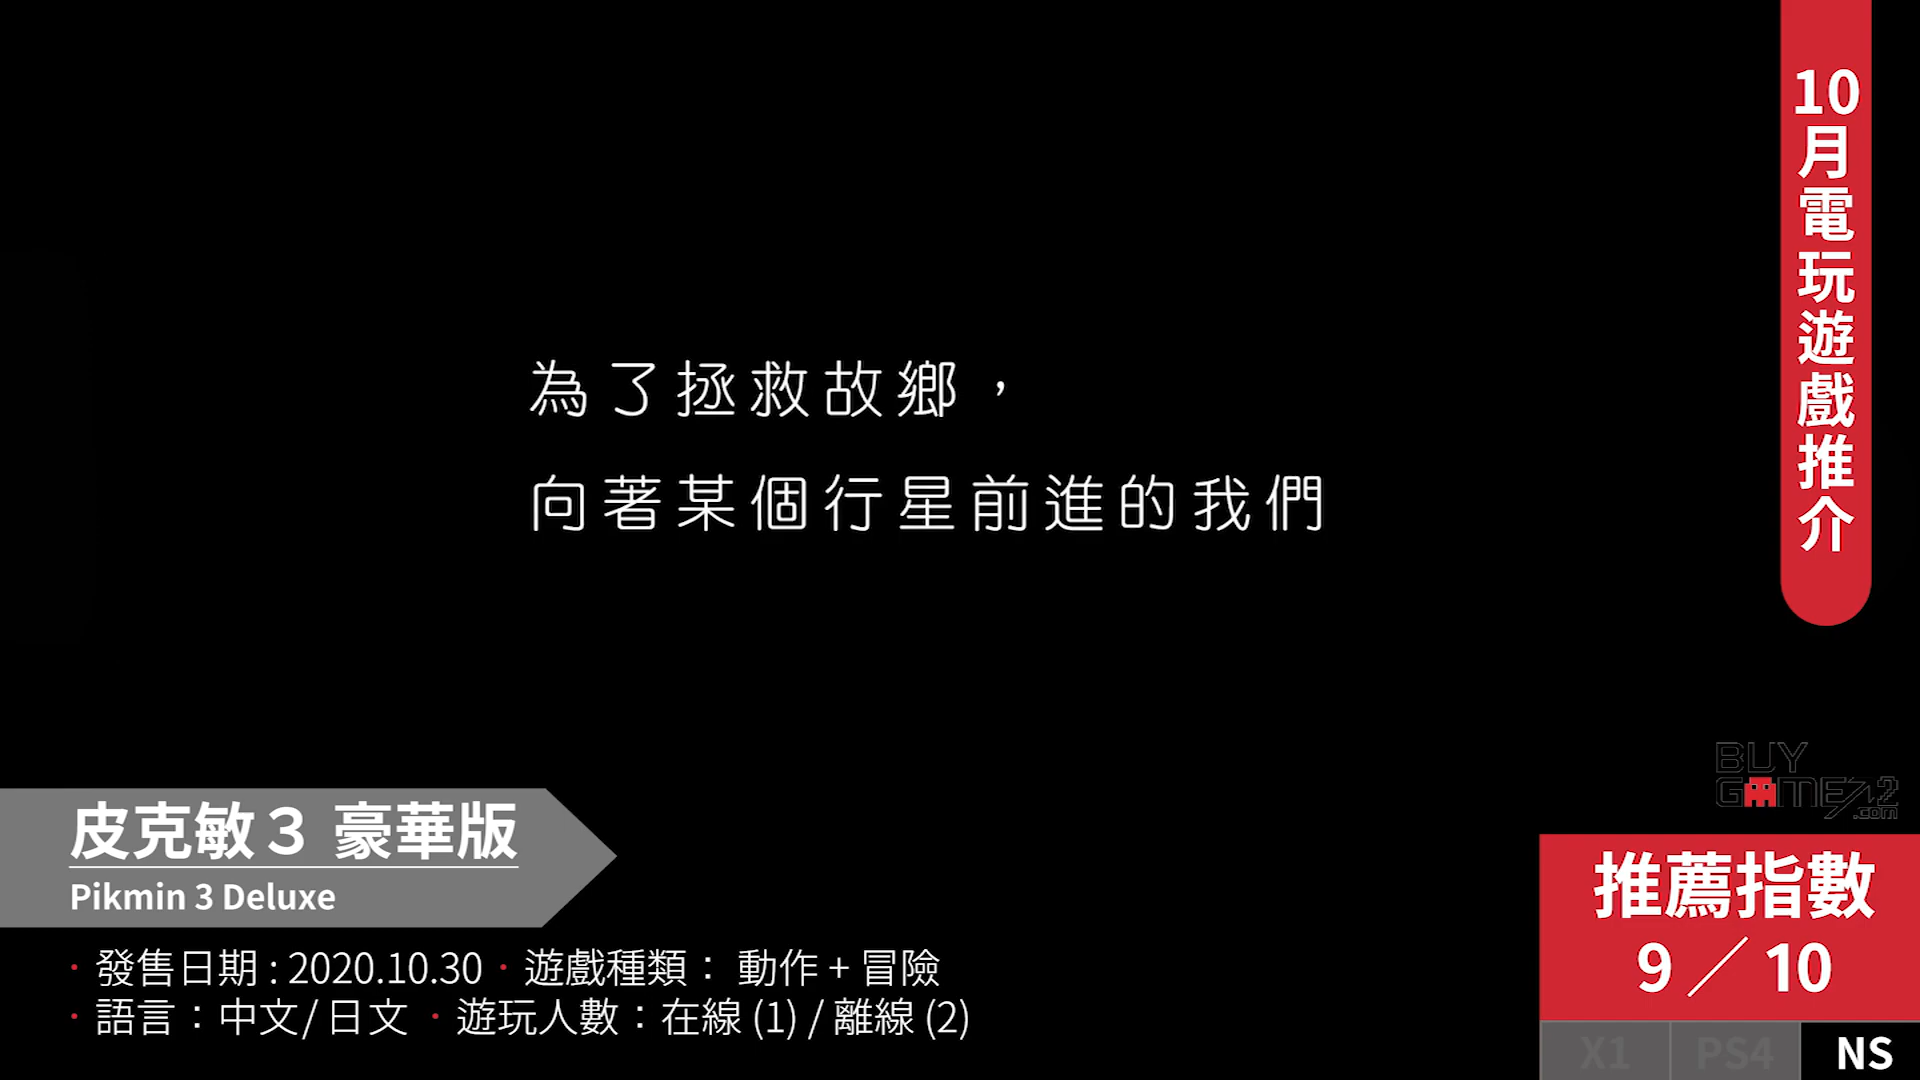 為了拯救故鄉，
向著某個行星前進的我們
10月電玩遊戲推介
BUY
GAME
2
.com
皮克敏３ 豪華版
Pikmin 3 Deluxe
· 發售日期 : 2020.10.30 · 遊戲種類： 動作 + 冒險
· 語言：中文/ 日文 · 遊玩人數：在線 (1) / 離線 (2)
推薦指數
9／10
X1 PS4 NS